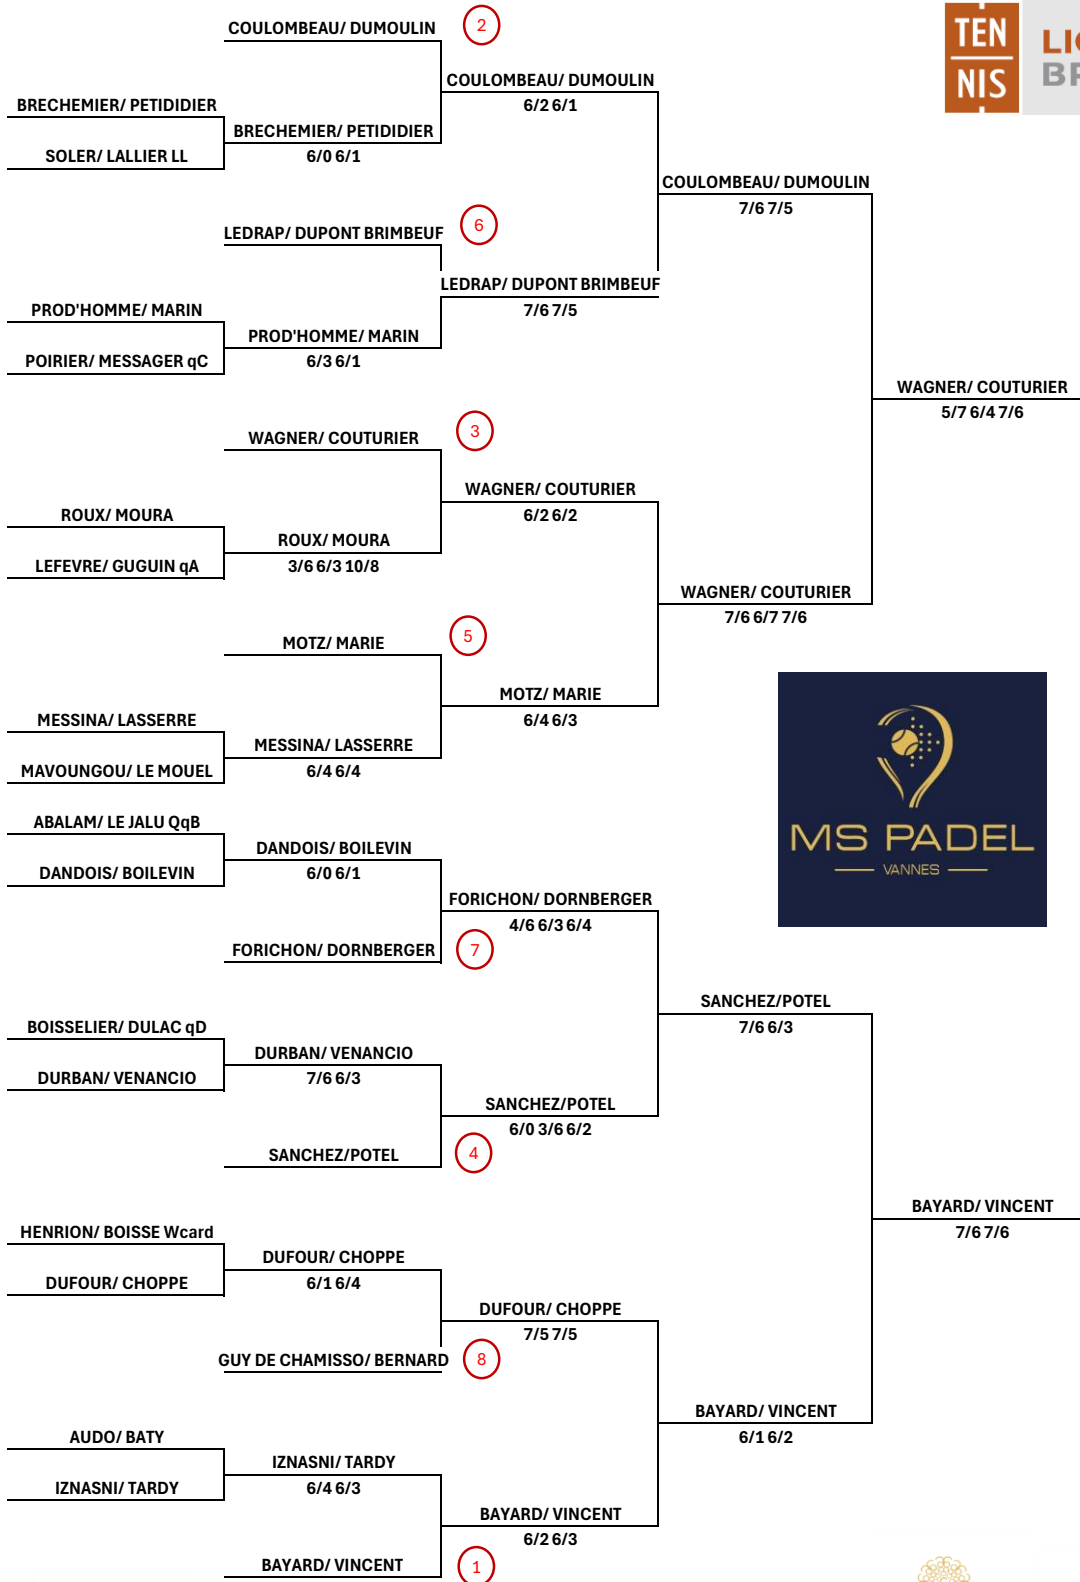 COULOMBEAU/ DUMOULIN
2
TEN
NIS
BRECHEMIER/ PETIDIDIER
SOLER/ LALLIER LL
BRECHEMIER/ PETIDIDIER
6/0 6/1
COULOMBEAU/ DUMOULIN
6/2 6/1
COULOMBEAU/ DUMOULIN
7/6 7/5
LEDRAP/ DUPONT BRIMBEUF
6
LEDRAP/ DUPONT BRIMBEUF
7/6 7/5
PROD'HOMME/ MARIN
POIRIER/ MESSAGER qC
PROD'HOMME/ MARIN
6/3 6/1
WAGNER/ COUTURIER
5/7 6/4 7/6
WAGNER/ COUTURIER
3
WAGNER/ COUTURIER
6/2 6/2
ROUX/ MOURA
LEFEVRE/ GUGUIN qA
ROUX/ MOURA
3/6 6/3 10/8
WAGNER/ COUTURIER
7/6 6/7 7/6
MOTZ/ MARIE
5
MOTZ/ MARIE
6/4 6/3
MESSINA/ LASSERRE
MAVOUNGOU/ LE MOUEL
MESSINA/ LASSERRE
6/4 6/4
MS PADEL
VANNES
ABALAM/ LE JALU QqB
DANDOIS/ BOILEVIN
DANDOIS/ BOILEVIN
6/0 6/1
FORICHON/ DORNBERGER
4/6 6/3 6/4
FORICHON/ DORNBERGER
7
SANCHEZ/POTEL
7/6 6/3
BOISSELIER/ DULAC qD
DURBAN/ VENANCIO
DURBAN/ VENANCIO
7/6 6/3
SANCHEZ/POTEL
6/0 3/6 6/2
SANCHEZ/POTEL
4
BAYARD/ VINCENT
7/6 7/6
HENRION/ BOISSE Wcard
DUFOUR/ CHOPPE
DUFOUR/ CHOPPE
6/1 6/4
DUFOUR/ CHOPPE
7/5 7/5
GUY DE CHAMISSO/ BERNARD
8
BAYARD/ VINCENT
6/1 6/2
AUDO/ BATY
IZNASNI/ TARDY
IZNASNI/ TARDY
6/4 6/3
BAYARD/ VINCENT
6/2 6/3
BAYARD/ VINCENT
1